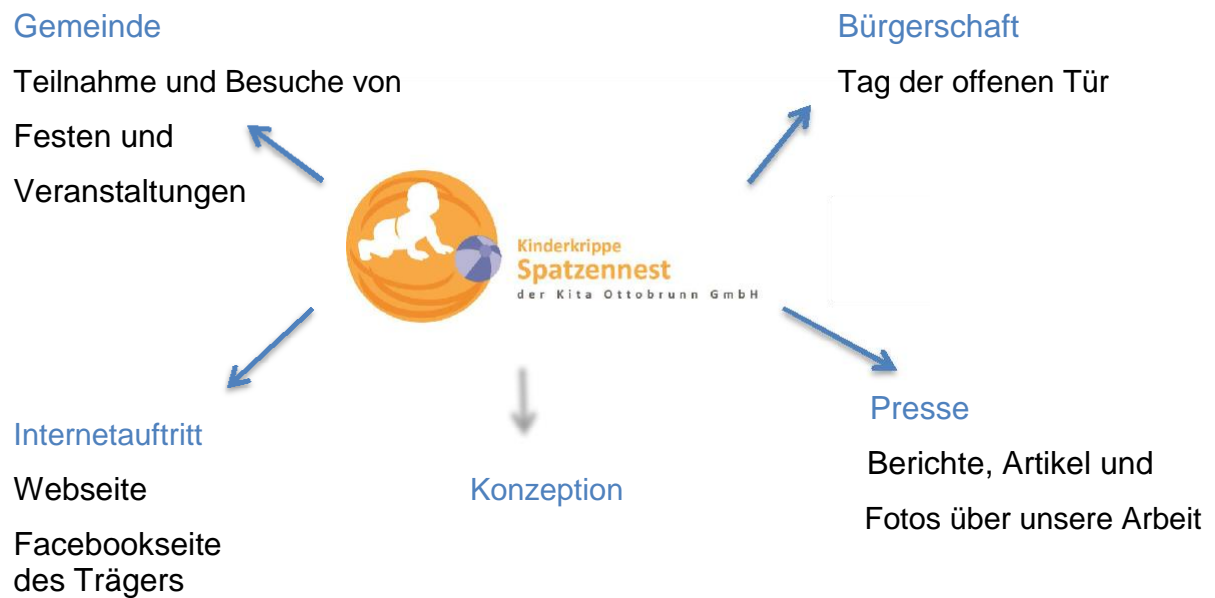 Gemeinde
Teilnahme und Besuche von
Festen und
Veranstaltungen
Bürgerschaft
Tag der offenen Tür
Kinderkrippe
Spatzennest
der Kita Ottobrunn GmbH
Internetauftritt
Webseite
Facebookseite
des Trägers
Konzeption
Presse
Berichte, Artikel und
Fotos über unsere Arbeit